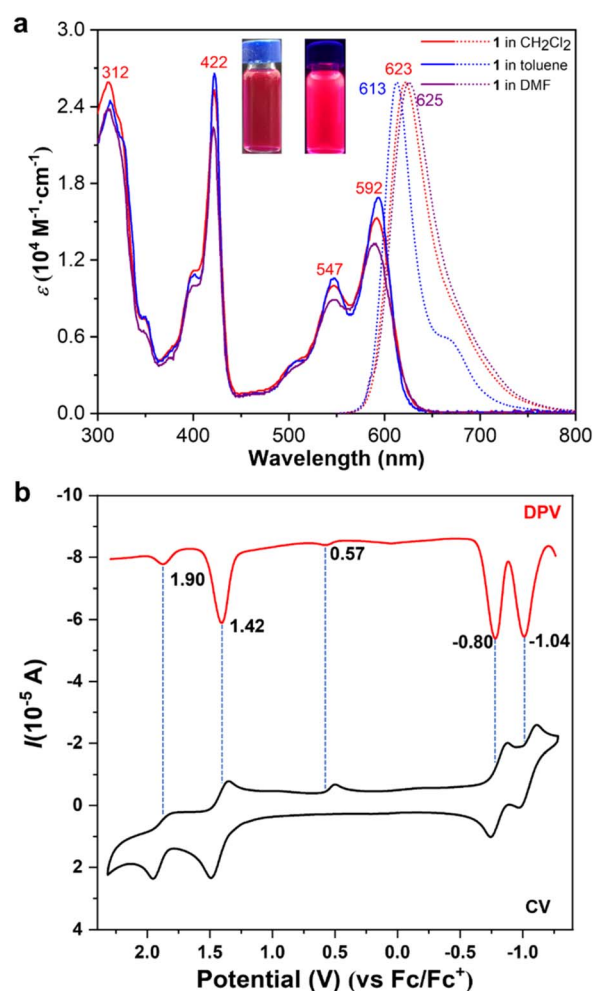 a
312
422
613
623
625
547
592
1 in CH₂Cl₂
1 in toluene
1 in DMF
3.0
2.4
1.8
1.2
0.6
0.0
ε (10⁴ M⁻¹·cm⁻¹)
300 400 500 600 700 800
Wavelength (nm)
b
DPV
1.90
1.42
0.57
-0.80
-1.04
CV
-10
-8
-6
-4
-2
0
2
4
I(10⁻⁵ A)
2.0 1.5 1.0 0.5 0.0 -0.5 -1.0
Potential (V) (vs Fc/Fc⁺)